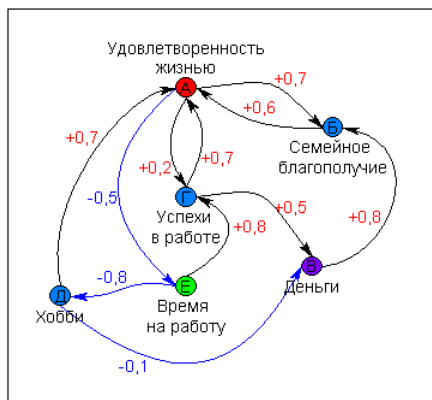 Удовлетворенность
жизнью
А
+0,7
+0,6
Б
Семейное
благополучие
+0,7
+0,2
+0,7
-0,5
Г
Успехи
в работе
+0,5
+0,8
+0,8
В
Деньги
-0,8
Е
Время
на работу
Д
Хобби
-0,1